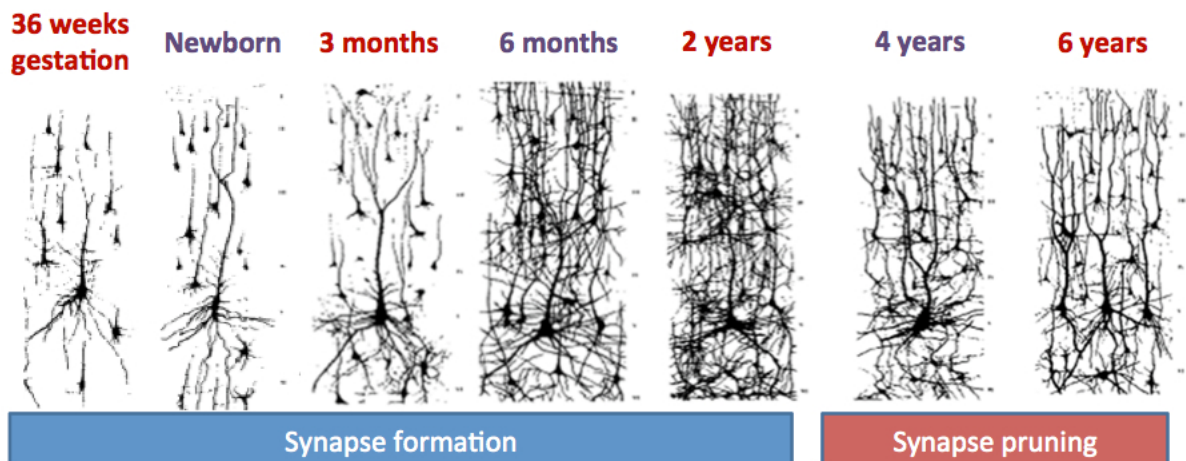 36 weeks
gestation
Newborn
3 months
6 months
2 years
4 years
6 years
Synapse formation
Synapse pruning